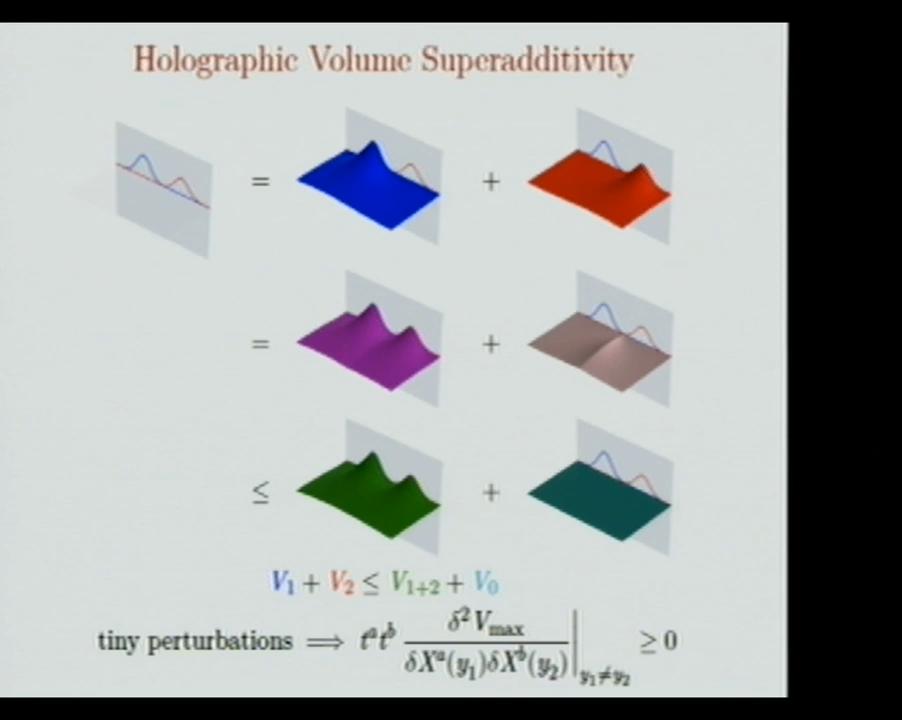 Holographic Volume Superadditivity
= +
= +
≤ +
V₁ + V₂ ≤ V₁₊₂ + V₀
tiny perturbations ⟹ tᵃtᵇ δ²V_max / δXᵃ(y₁)δXᵇ(y₂) |_{y₁≠y₂} ≥ 0